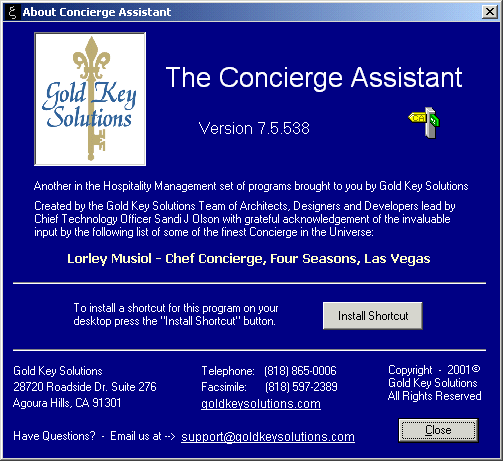 About Concierge Assistant
Gold Key
Solutions
The Concierge Assistant
Version 7.5.538
CA
Another in the Hospitality Management set of programs brought to you by Gold Key Solutions
Created by the Gold Key Solutions Team of Architects, Designers and Developers lead by
Chief Technology Officer Sandi J Olson with grateful acknowledgement of the invaluable
input by the following list of some of the finest Concierge in the Universe:
Lorley Musiol - Chef Concierge, Four Seasons, Las Vegas
To install a shortcut for this program on your
desktop press the "Install Shortcut" button.
Install Shortcut
Gold Key Solutions
28720 Roadside Dr. Suite 276
Agoura Hills, CA 91301
Telephone: (818) 865-0006
Facsimile: (818) 597-2389
goldkeysolutions.com
Copyright - 2001©
Gold Key Solutions
All Rights Reserved
Have Questions? - Email us at --> support@goldkeysolutions.com
Close